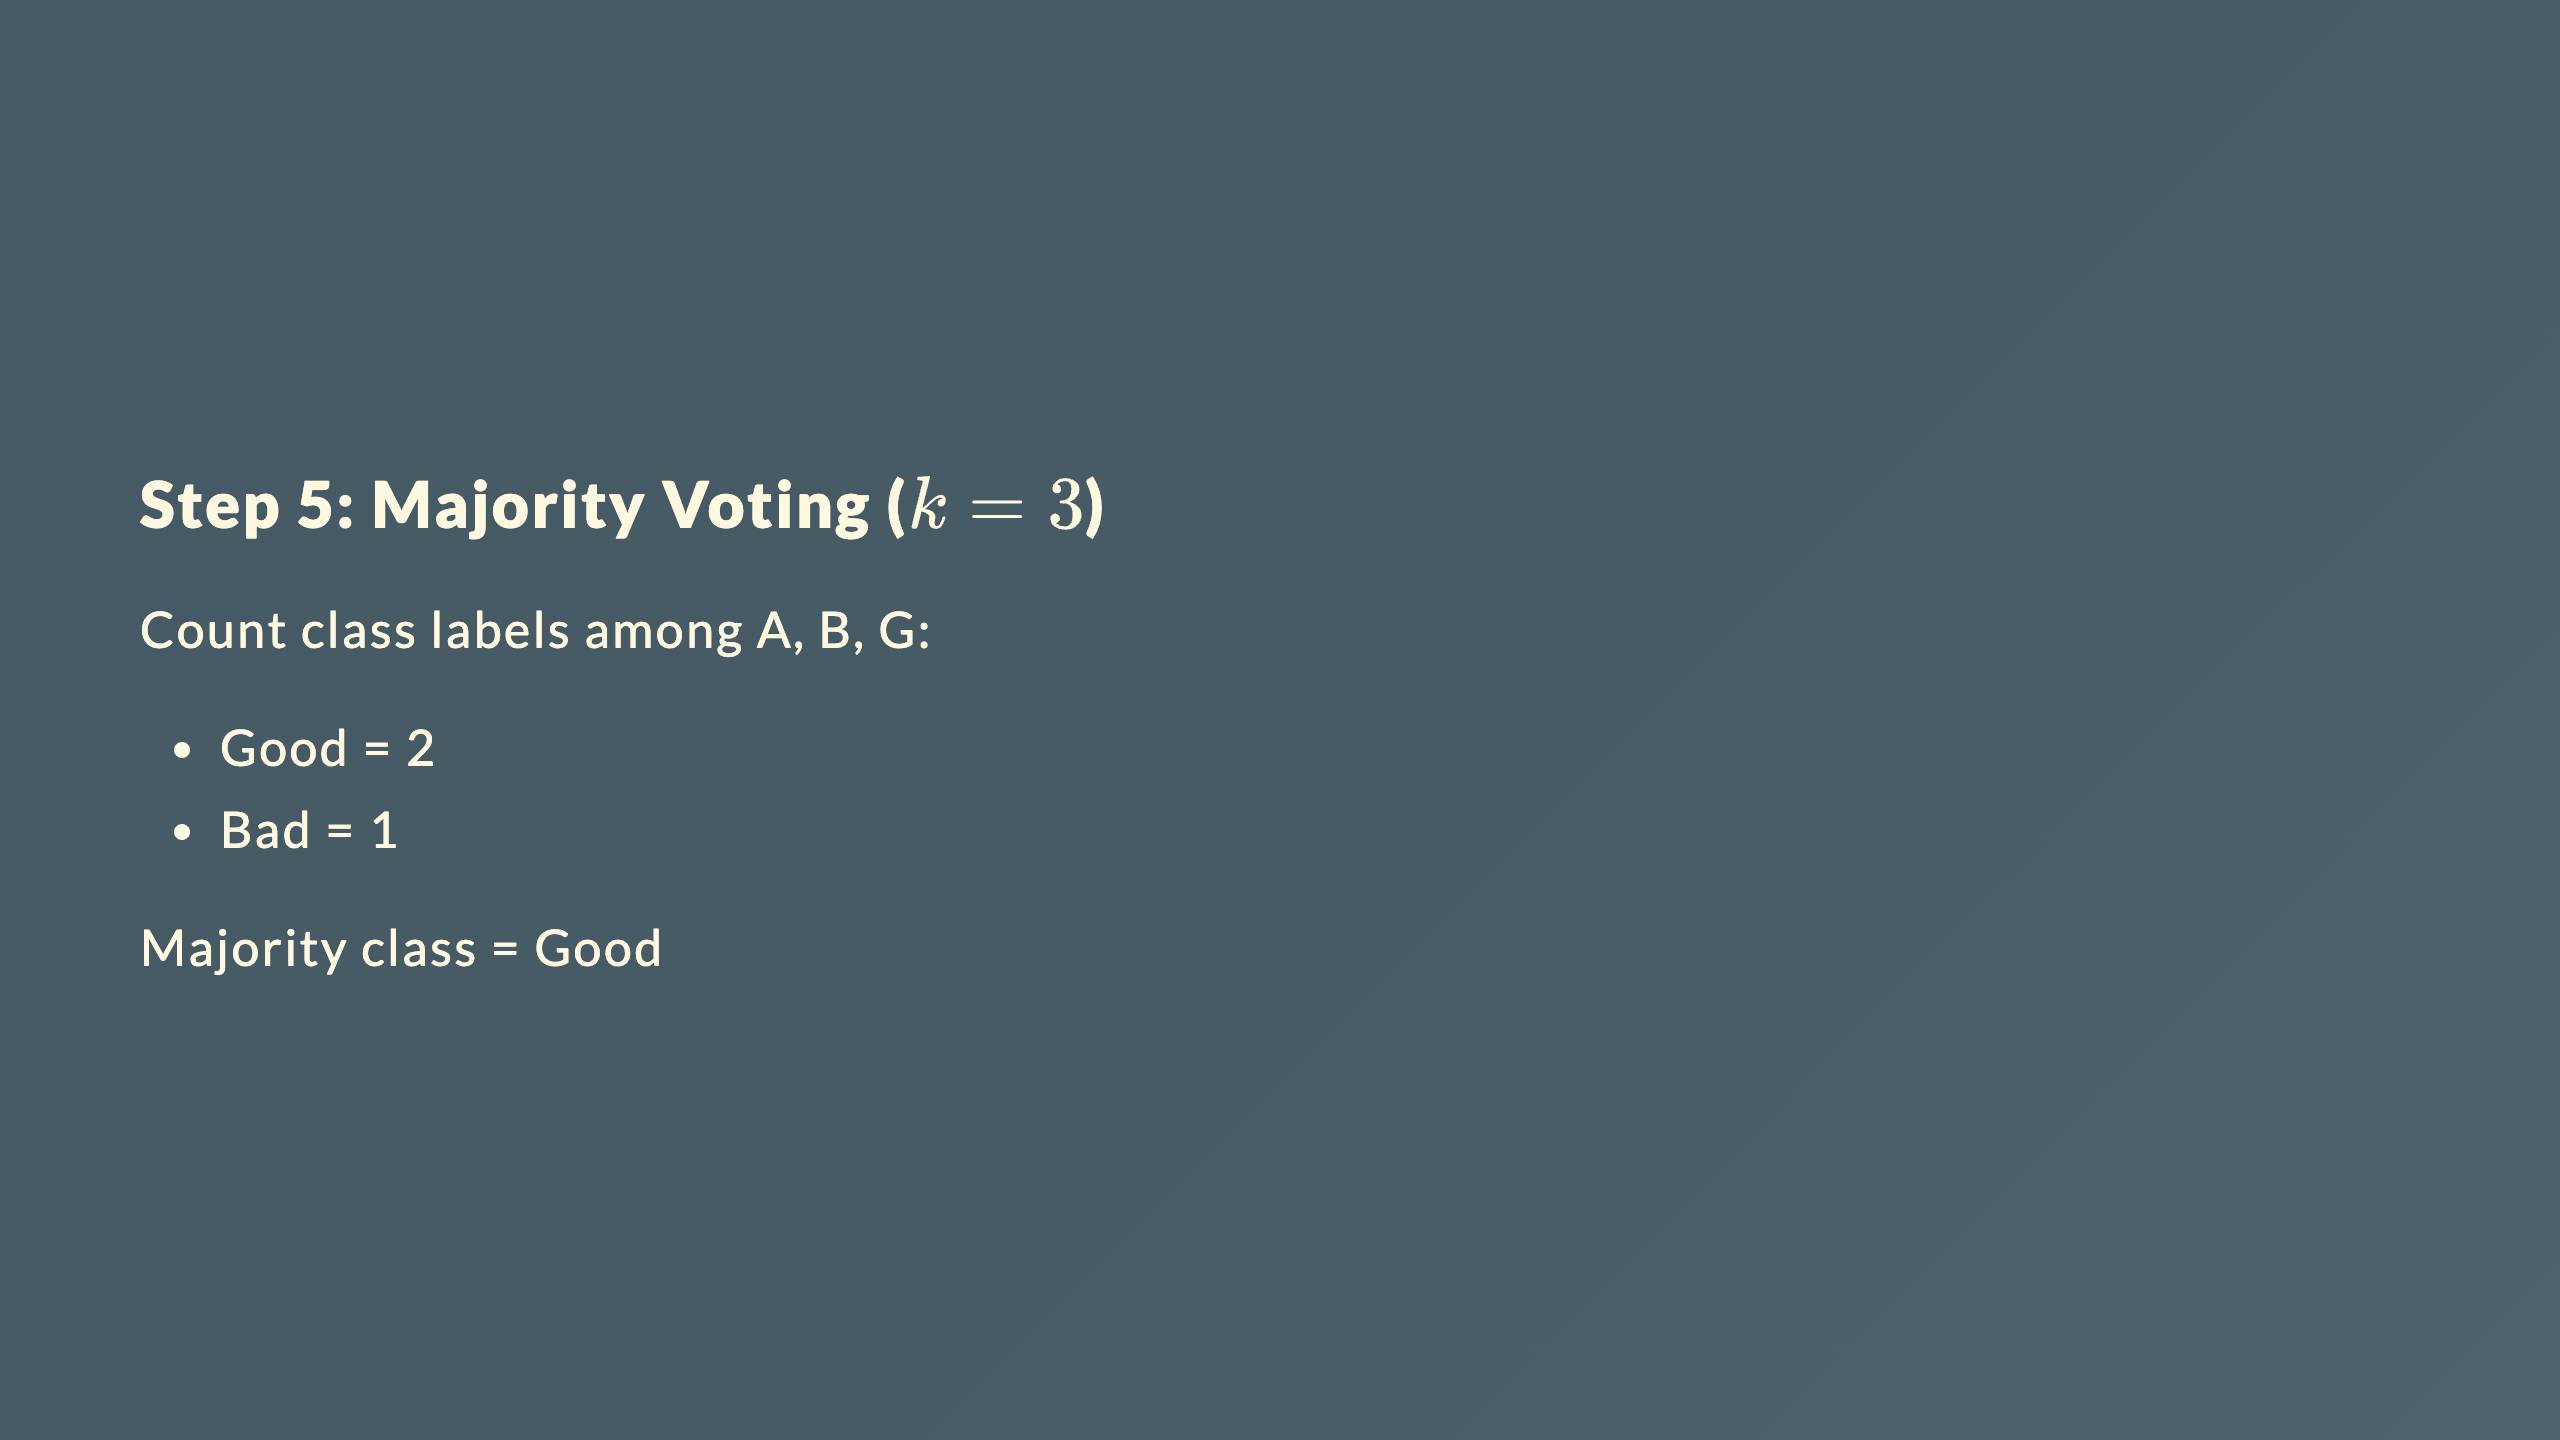 Step 5: Majority Voting (k = 3)
Count class labels among A, B, G:
• Good = 2
• Bad = 1
Majority class = Good